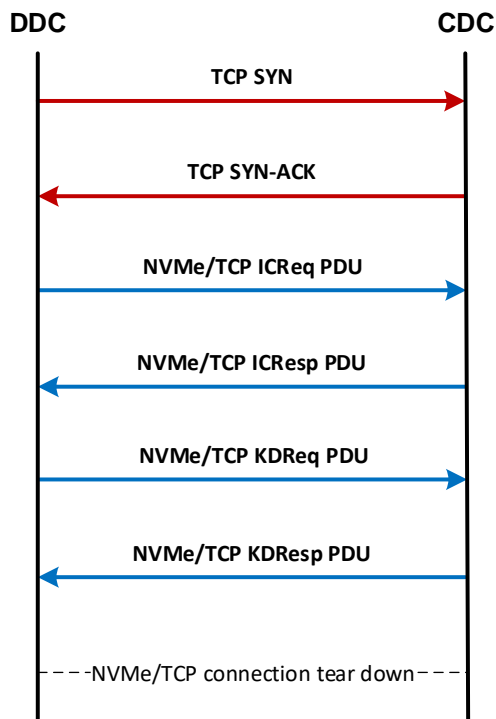 DDC CDC
TCP SYN
TCP SYN-ACK
NVMe/TCP ICReq PDU
NVMe/TCP ICResp PDU
NVMe/TCP KDReq PDU
NVMe/TCP KDResp PDU
NVMe/TCP connection tear down